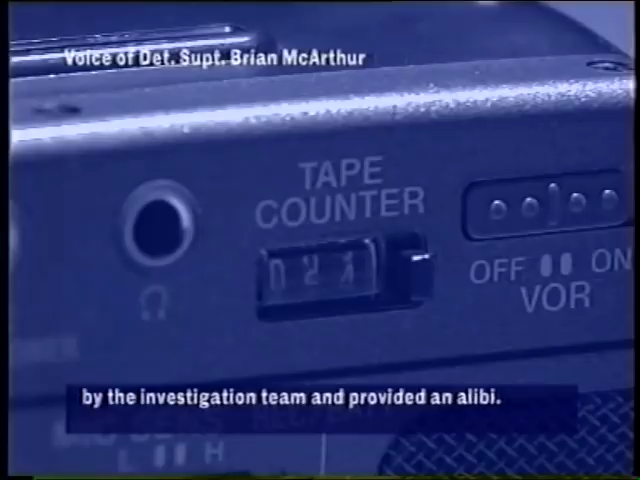 Voice of Det. Supt. Brian McArthur
TAPE
COUNTER
OFF ON
VOR
by the investigation team and provided an alibi.
L H